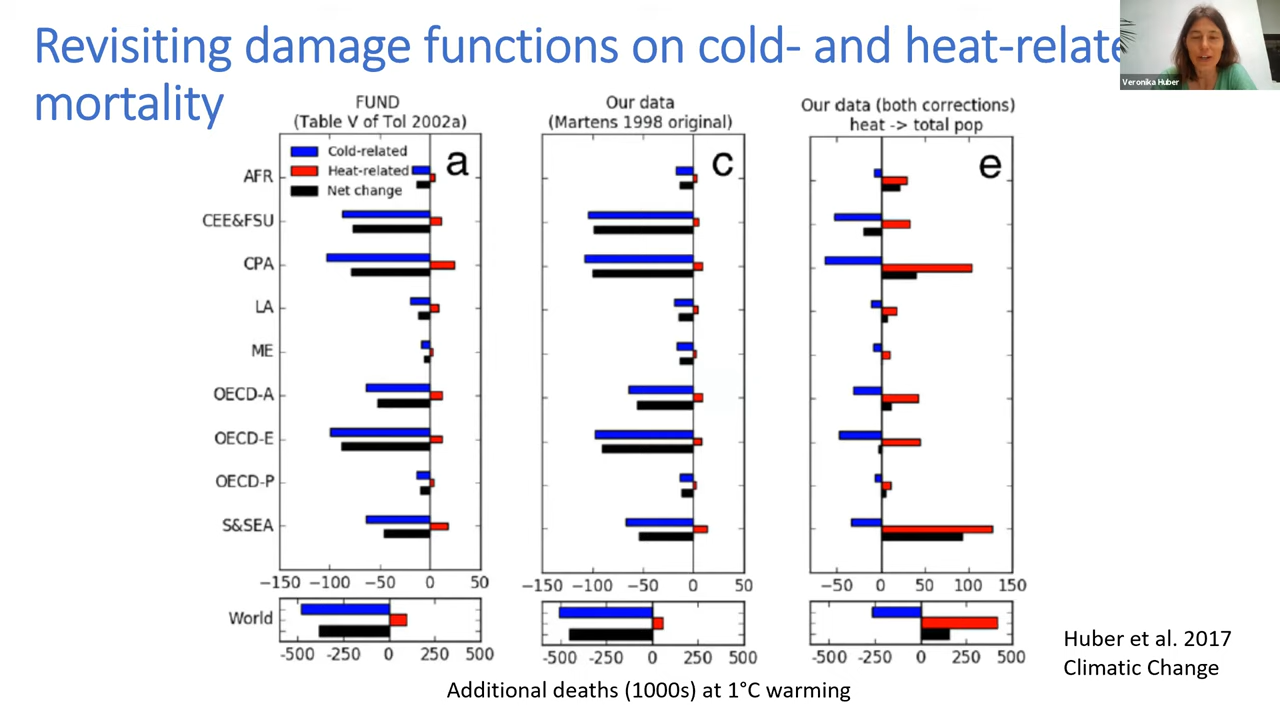 Revisiting damage functions on cold- and heat-relate
mortality
Veronika Huber
FUND
(Table V of Tol 2002a)
Our data
(Martens 1998 original)
Our data (both corrections)
heat -> total pop
Cold-related
Heat-related
Net change
a
c
e
AFR
CEE&FSU
CPA
LA
ME
OECD-A
OECD-E
OECD-P
S&SEA
−150 −100 −50 0 50
−150 −100 −50 0 50
−50 0 50 100 150
World
-500 -250 0 250
-500 -250 0 250 500
-500 -250 0 250 500
Additional deaths (1000s) at 1°C warming
Huber et al. 2017
Climatic Change